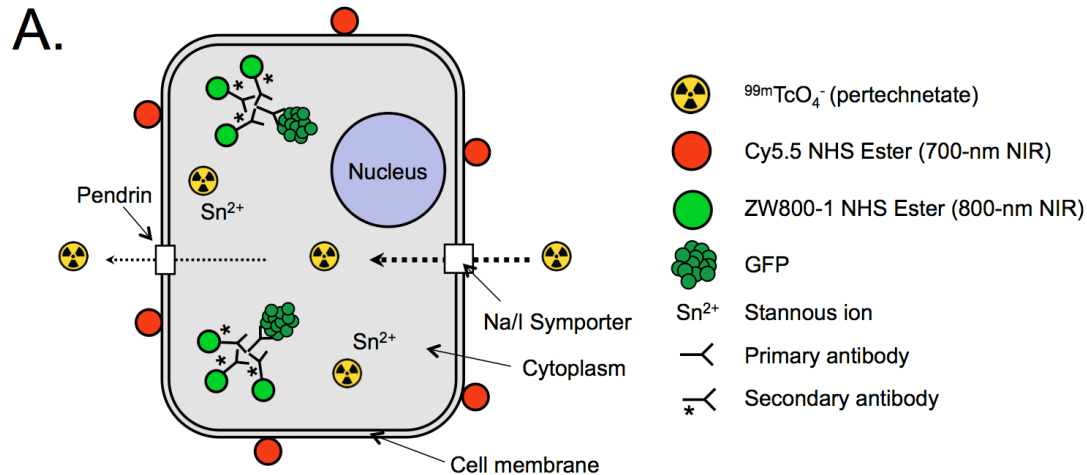 A.
Pendrin
Nucleus
Sn²⁺
Sn²⁺
Na/I Symporter
Cytoplasm
Cell membrane
*
*
*
*
*
*
⁹⁹ᵐTcO₄⁻ (pertechnetate)
Cy5.5 NHS Ester (700-nm NIR)
ZW800-1 NHS Ester (800-nm NIR)
GFP
Sn²⁺ Stannous ion
Primary antibody
* Secondary antibody